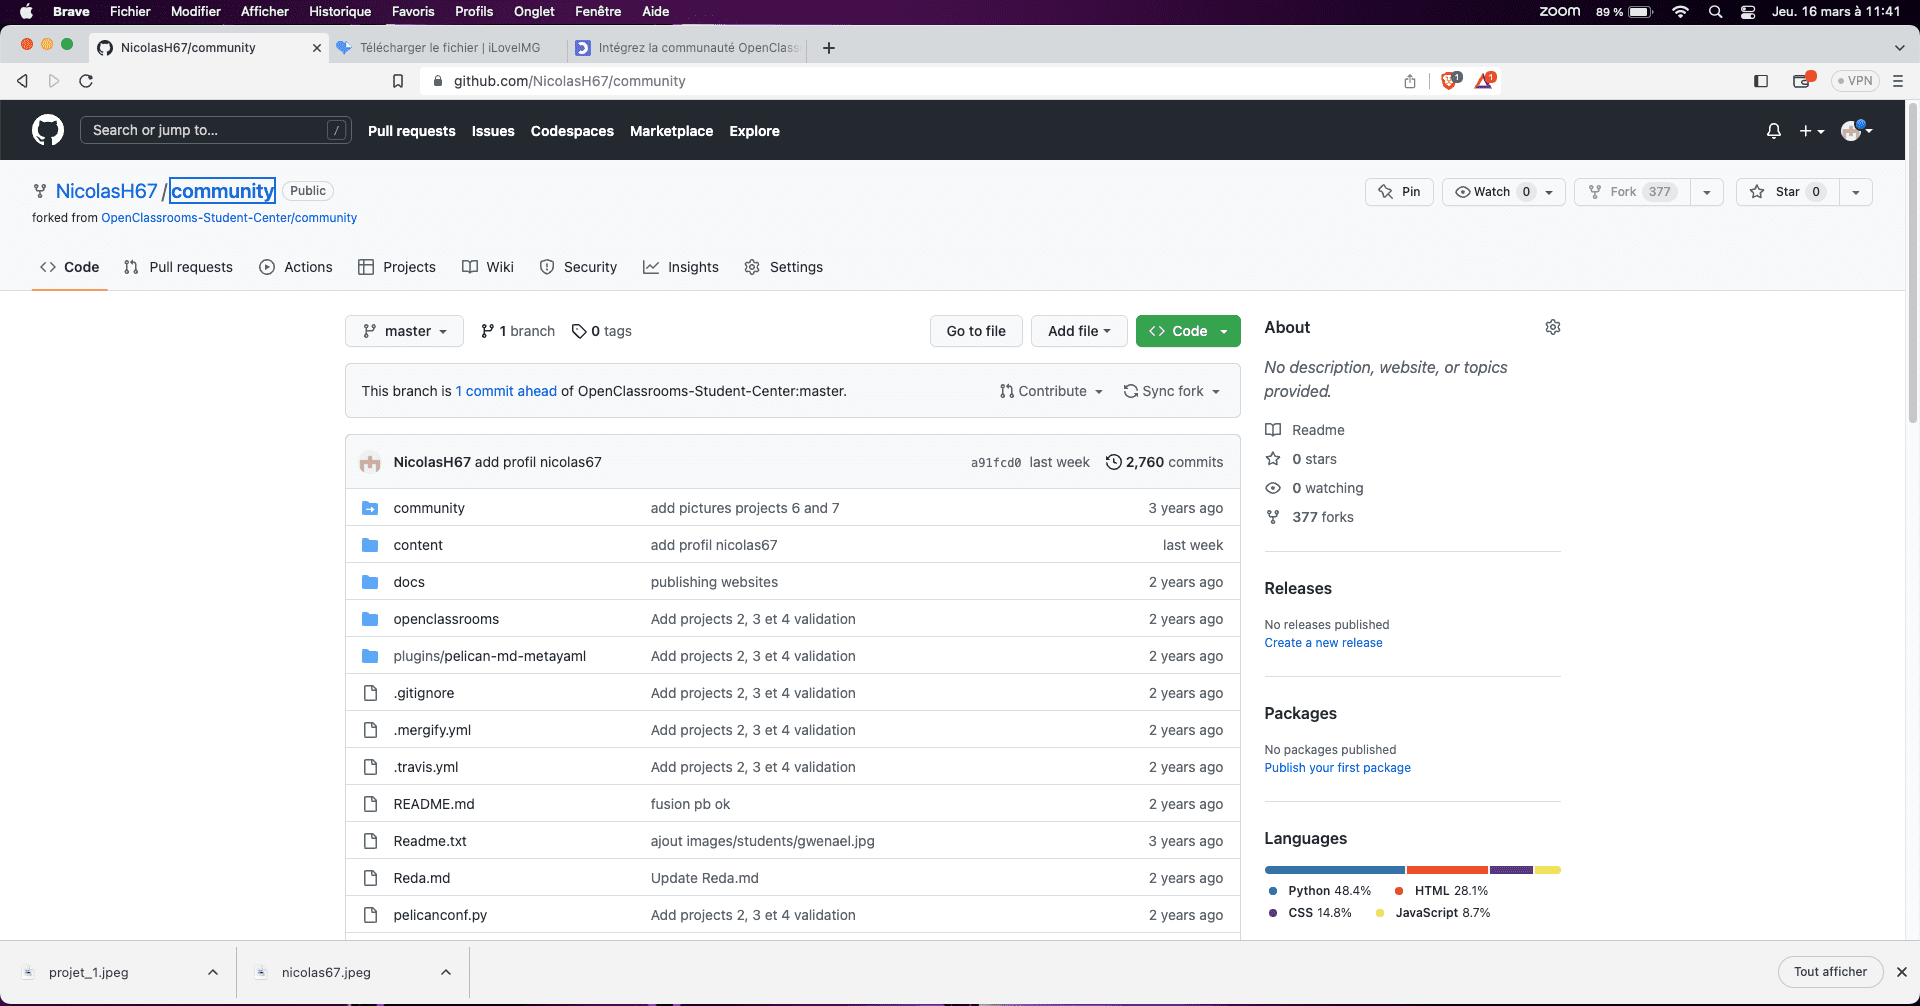 Brave Fichier Modifier Afficher Historique Favoris Profils Onglet Fenêtre Aide zoom 89 % Jeu. 16 mars à 11:41
NicolasH67/community Télécharger le fichier | iLoveIMG Intégrez la communauté OpenClass
github.com/NicolasH67/community 1 1 VPN
Search or jump to... / Pull requests Issues Codespaces Marketplace Explore
NicolasH67 / community Public Pin Watch 0 Fork 377 Star 0
forked from OpenClassrooms-Student-Center/community
Code Pull requests Actions Projects Wiki Security Insights Settings
master 1 branch 0 tags Go to file Add file Code
This branch is 1 commit ahead of OpenClassrooms-Student-Center:master. Contribute Sync fork
NicolasH67 add profil nicolas67 a91fcd0 last week 2,760 commits
community add pictures projects 6 and 7 3 years ago
content add profil nicolas67 last week
docs publishing websites 2 years ago
openclassrooms Add projects 2, 3 et 4 validation 2 years ago
plugins/pelican-md-metayaml Add projects 2, 3 et 4 validation 2 years ago
.gitignore Add projects 2, 3 et 4 validation 2 years ago
.mergify.yml Add projects 2, 3 et 4 validation 2 years ago
.travis.yml Add projects 2, 3 et 4 validation 2 years ago
README.md fusion pb ok 2 years ago
Readme.txt ajout images/students/gwenael.jpg 3 years ago
Reda.md Update Reda.md 2 years ago
pelicanconf.py Add projects 2, 3 et 4 validation 2 years ago
About
No description, website, or topics
provided.
Readme
0 stars
0 watching
377 forks
Releases
No releases published
Create a new release
Packages
No packages published
Publish your first package
Languages
Python 48.4% HTML 28.1%
CSS 14.8% JavaScript 8.7%
projet_1.jpeg nicolas67.jpeg Tout afficher